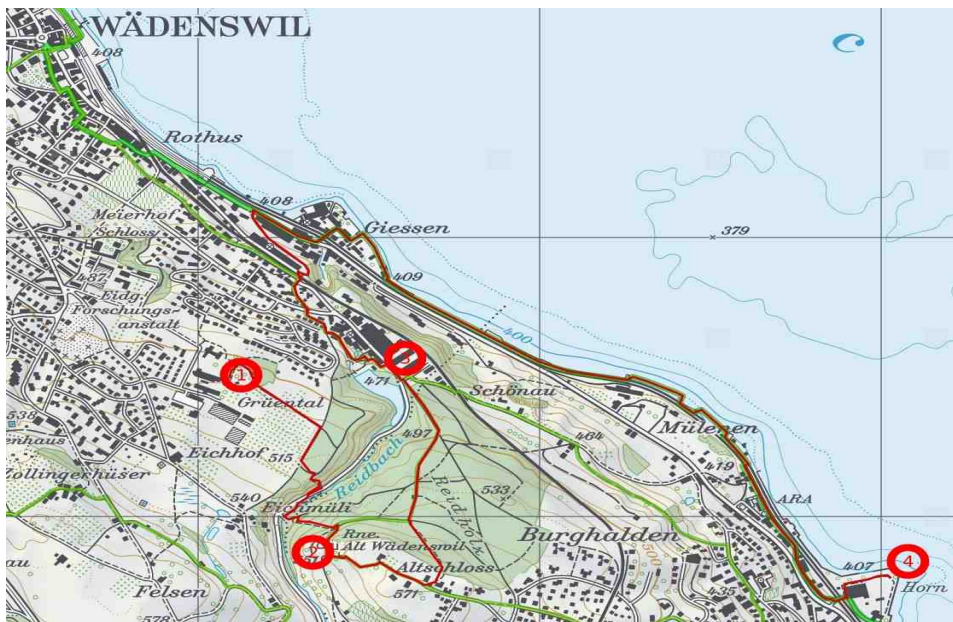 WÄDENSWIL
408
Rothus
408
Meierhof
Schloss
Giessen
379
487
409
Eidg.
Forschungs-
anstalt
400
1
3
471
Grüental
Schönau
538
497
Mülenen
Eichhof
515
464
Zollingerhüser
Reidbach
419
540
533
ARA
Eichmüli
Reidholz
Rne.
Burghalden
2
Alt Wädenswil
407
4
Altschloss
Horn
Felsen
571
435
578